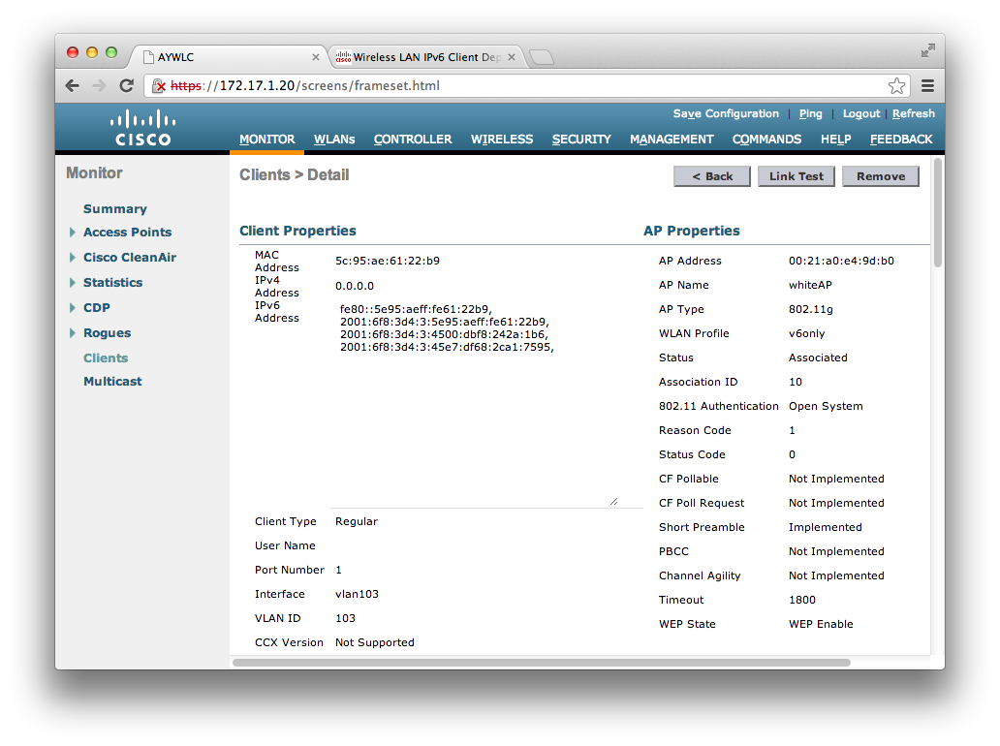 AYWLC
Wireless LAN IPv6 Client Dep
https://172.17.1.20/screens/frameset.html
Save Configuration | Ping | Logout | Refresh
CISCO
MONITOR WLANs CONTROLLER WIRELESS SECURITY MANAGEMENT COMMANDS HELP FEEDBACK
Monitor
Summary
Access Points
Cisco CleanAir
Statistics
CDP
Rogues
Clients
Multicast
Clients > Detail
< Back
Link Test
Remove
Client Properties
MAC Address 5c:95:ae:61:22:b9
IPv4 Address 0.0.0.0
IPv6 Address fe80::5e95:aeff:fe61:22b9,
2001:6f8:3d4:3:5e95:aeff:fe61:22b9,
2001:6f8:3d4:3:4500:dbf8:242a:1b6,
2001:6f8:3d4:3:45e7:df68:2ca1:7595,
Client Type Regular
User Name
Port Number 1
Interface vlan103
VLAN ID 103
CCX Version Not Supported
AP Properties
AP Address 00:21:a0:e4:9d:b0
AP Name whiteAP
AP Type 802.11g
WLAN Profile v6only
Status Associated
Association ID 10
802.11 Authentication Open System
Reason Code 1
Status Code 0
CF Pollable Not Implemented
CF Poll Request Not Implemented
Short Preamble Implemented
PBCC Not Implemented
Channel Agility Not Implemented
Timeout 1800
WEP State WEP Enable